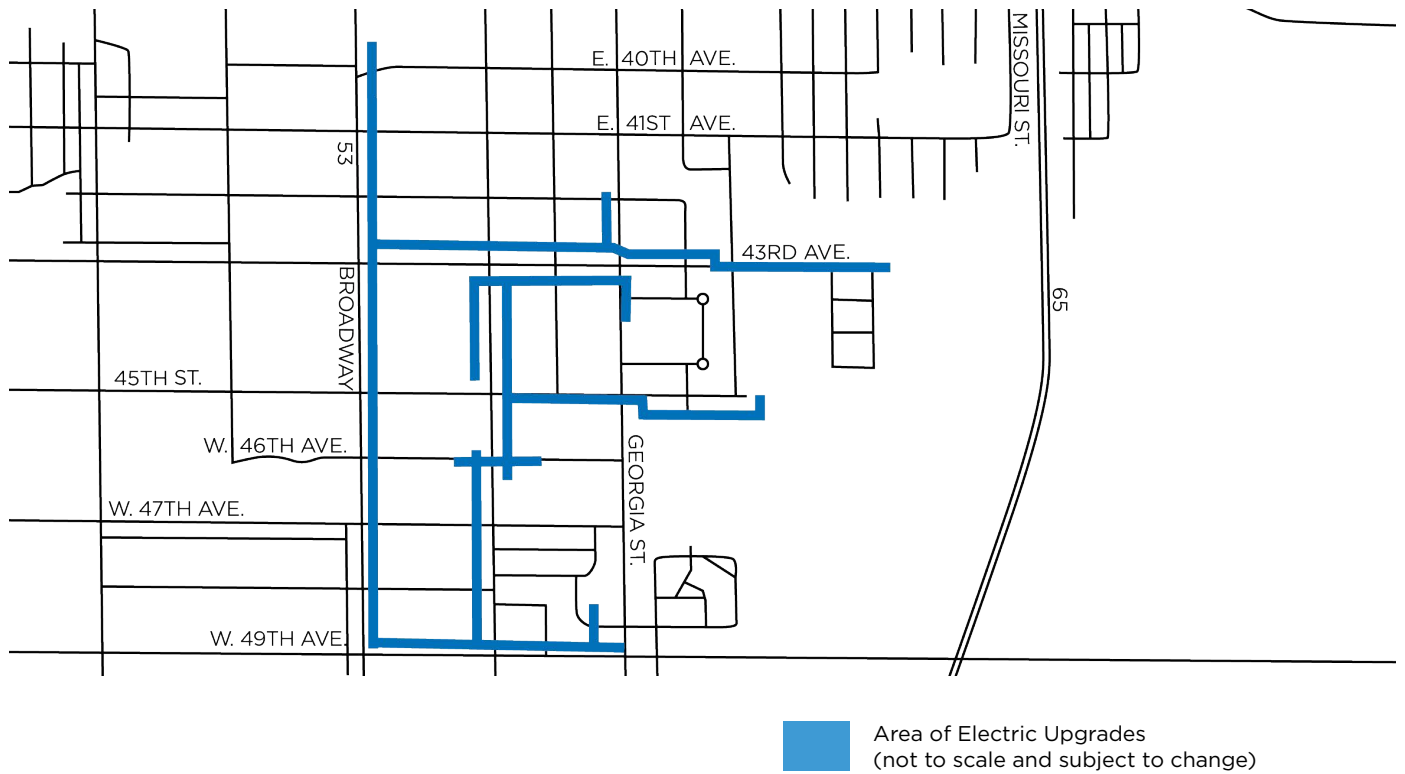 E. 40TH AVE.
E. 41ST AVE.
MISSOURI ST.
53
43RD AVE.
BROADWAY
65
45TH ST.
W. 46TH AVE.
GEORGIA ST.
W. 47TH AVE.
W. 49TH AVE.
Area of Electric Upgrades
(not to scale and subject to change)